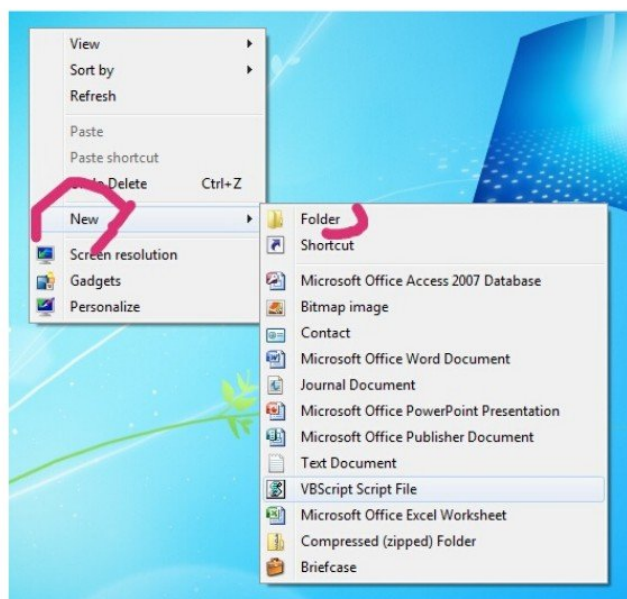 View
Sort by
Refresh
Paste
Paste shortcut
Delete Ctrl+Z
New
Screen resolution
Gadgets
Personalize
Folder
Shortcut
Microsoft Office Access 2007 Database
Bitmap image
Contact
Microsoft Office Word Document
Journal Document
Microsoft Office PowerPoint Presentation
Microsoft Office Publisher Document
Text Document
VBScript Script File
Microsoft Office Excel Worksheet
Compressed (zipped) Folder
Briefcase